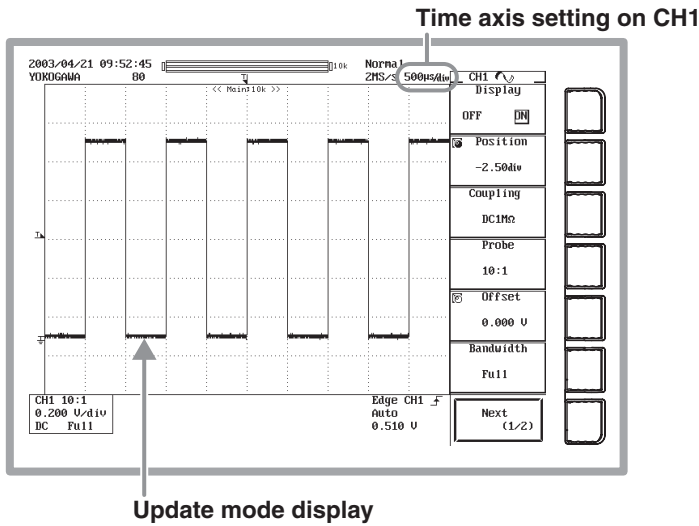 Time axis setting on CH1
2003/04/21 09:52:45
10k
Normal
YOKOGAWA
80
2MS/s
500µs/div
<< Main:10k >>
CH1
Display
OFF ON
Position
-2.50div
Coupling
DC1MΩ
Probe
10:1
Offset
0.000 V
Bandwidth
Full
Next
(1/2)
CH1 10:1
0.200 V/div
DC Full
Edge CH1
Auto
0.510 V
Update mode display